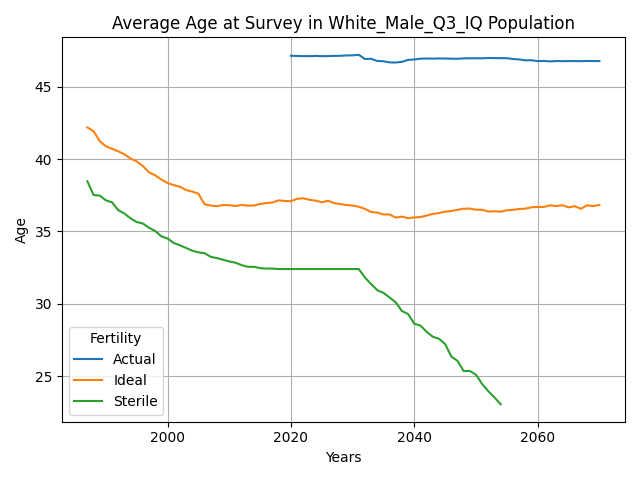 Average Age at Survey in White_Male_Q3_IQ Population
Age
45
40
35
30
25
Fertility
Actual
Ideal
Sterile
2000
2020
2040
2060
Years